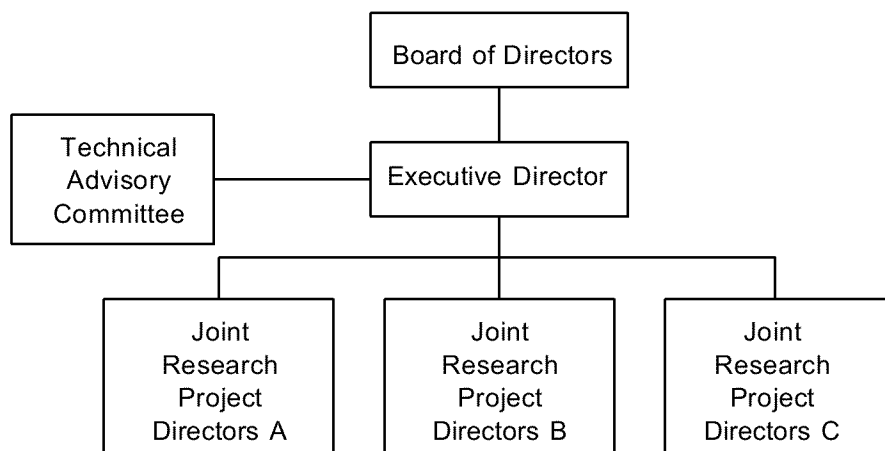 Board of Directors
Technical
Advisory
Committee
Executive Director
Joint
Research
Project
Directors A
Joint
Research
Project
Directors B
Joint
Research
Project
Directors C